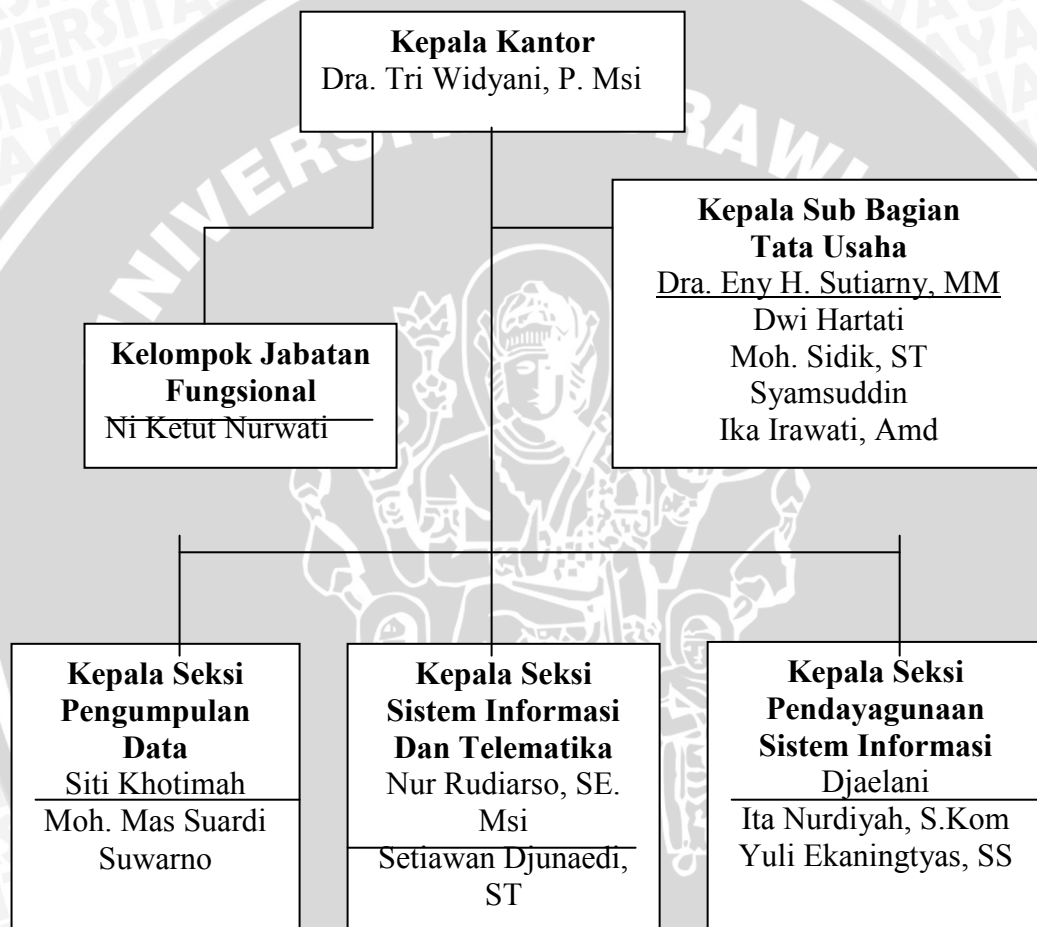 Kepala Kantor
Dra. Tri Widyani, P. Msi
Kepala Sub Bagian
Tata Usaha
Dra. Eny H. Sutiarny, MM
Dwi Hartati
Moh. Sidik, ST
Syamsuddin
Ika Irawati, Amd
Kelompok Jabatan
Fungsional
Ni Ketut Nurwati
Kepala Seksi
Pengumpulan
Data
Siti Khotimah
Moh. Mas Suardi
Suwarno
Kepala Seksi
Sistem Informasi
Dan Telematika
Nur Rudiarso, SE.
Msi
Setiawan Djunaedi,
ST
Kepala Seksi
Pendayagunaan
Sistem Informasi
Djaelani
Ita Nurdiyah, S.Kom
Yuli Ekaningtyas, SS